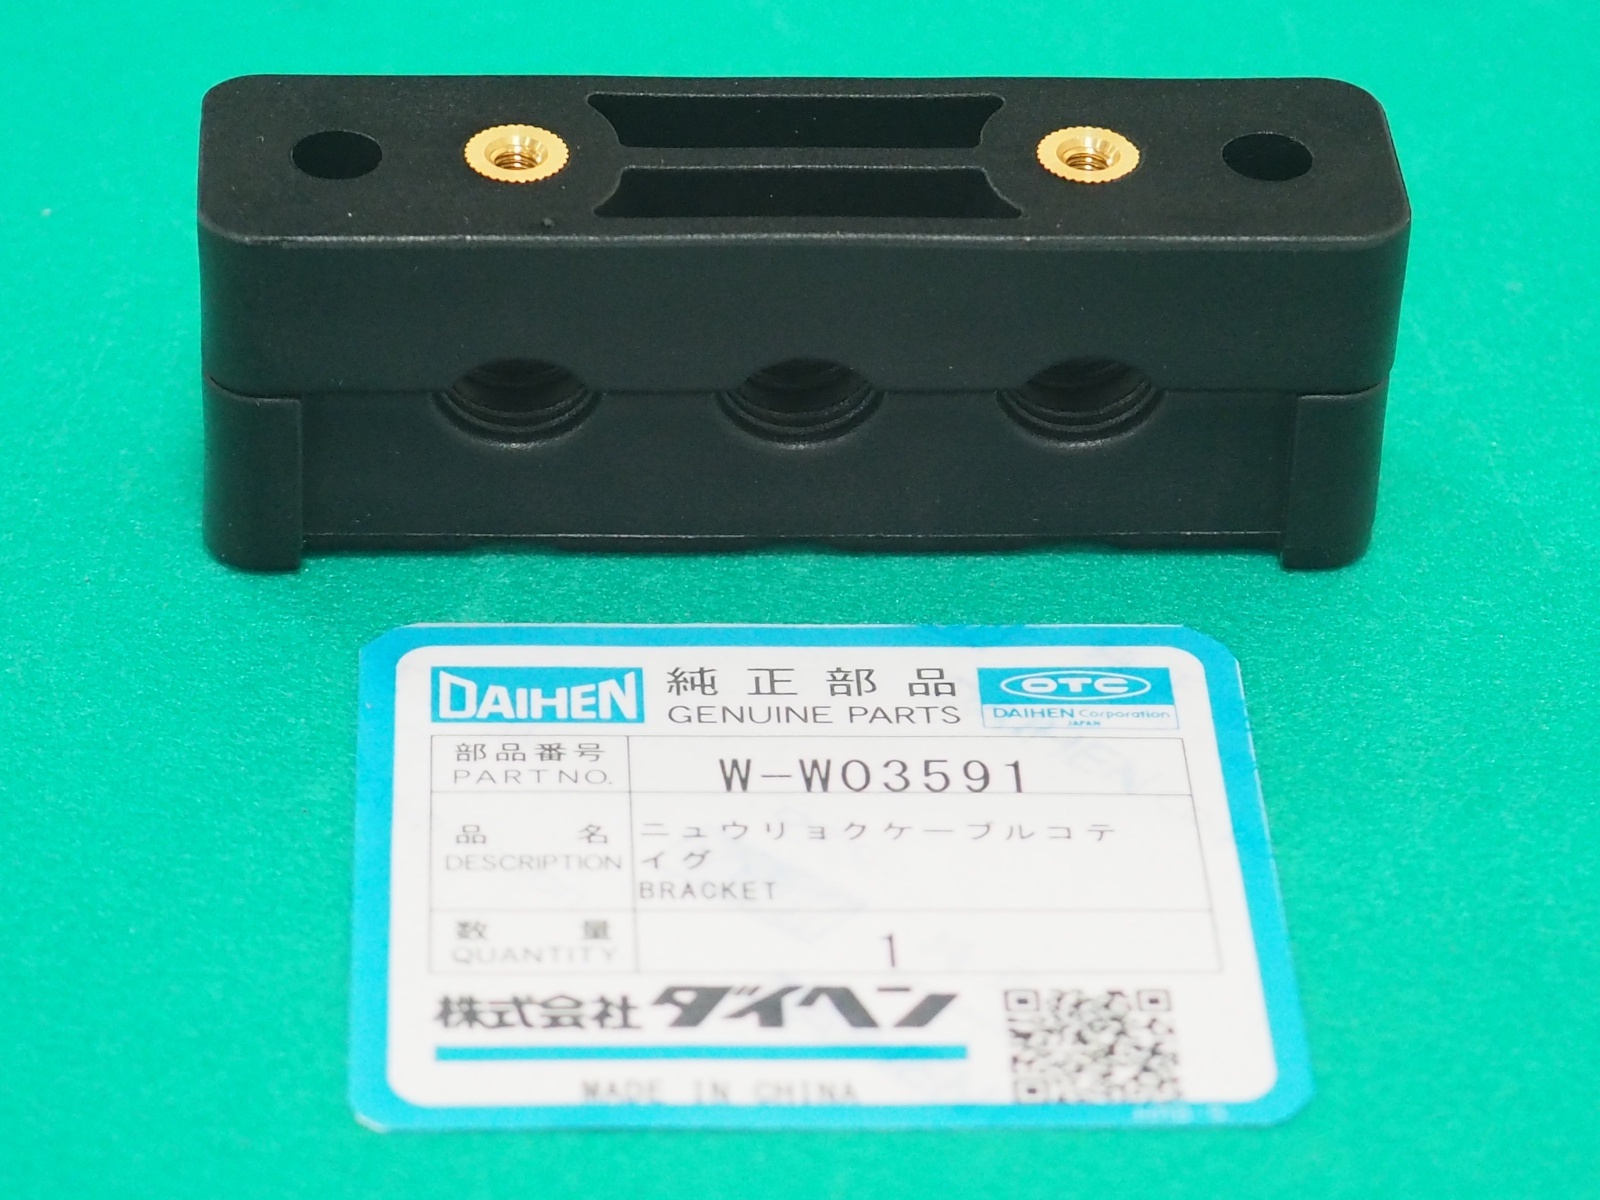 DAIHEN 純正部品 OTC
GENUINE PARTS DAIHEN Corporation
JAPAN
部品番号 W-W03591
PART NO.
品名 ニュウリョクケーブルコテ
DESCRIPTION イグ
BRACKET
数量 1
QUANTITY
株式会社ダイヘン
MADE IN CHINA